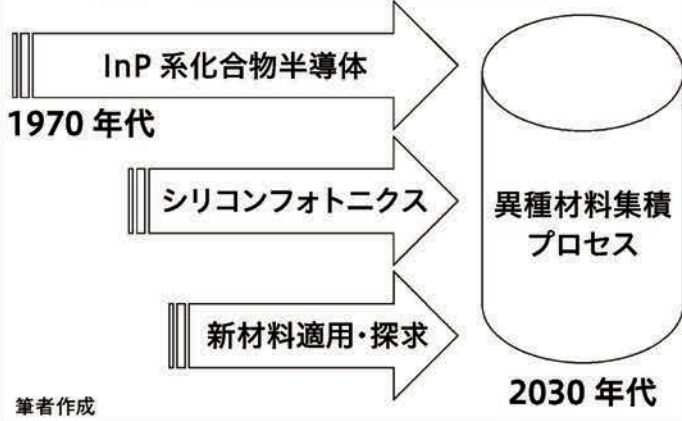 InP 系化合物半導体
1970 年代
シリコンフォトニクス
新材料適用・探求
異種材料集積
プロセス
2030 年代
筆者作成